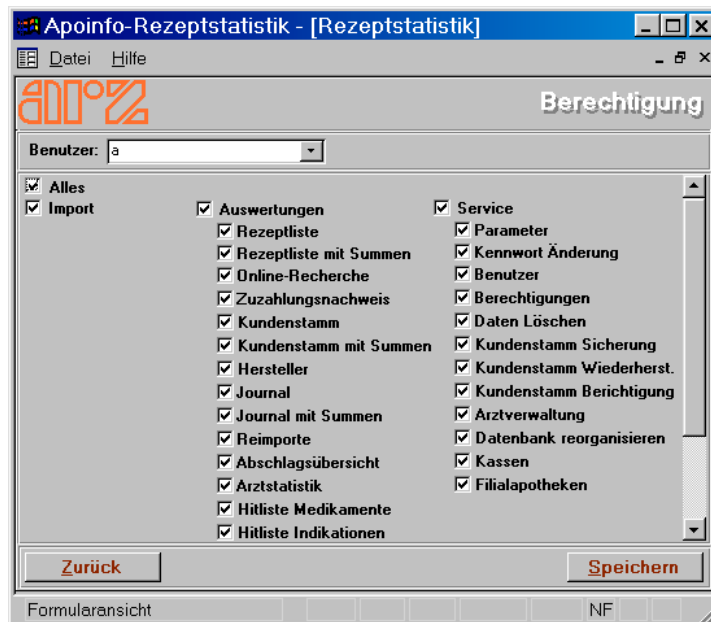 Apoinfo-Rezeptstatistik - [Rezeptstatistik]
Datei Hilfe
arz Berechtigung
Benutzer: a
Alles
Import
Auswertungen
Rezeptliste
Rezeptliste mit Summen
Online-Recherche
Zuzahlungsnachweis
Kundenstamm
Kundenstamm mit Summen
Hersteller
Journal
Journal mit Summen
Reimporte
Abschlagsübersicht
Arztstatistik
Hitliste Medikamente
Hitliste Indikationen
Service
Parameter
Kennwort Änderung
Benutzer
Berechtigungen
Daten Löschen
Kundenstamm Sicherung
Kundenstamm Wiederherst.
Kundenstamm Berichtigung
Arztverwaltung
Datenbank reorganisieren
Kassen
Filialapotheken
Zurück Speichern
Formularansicht NF